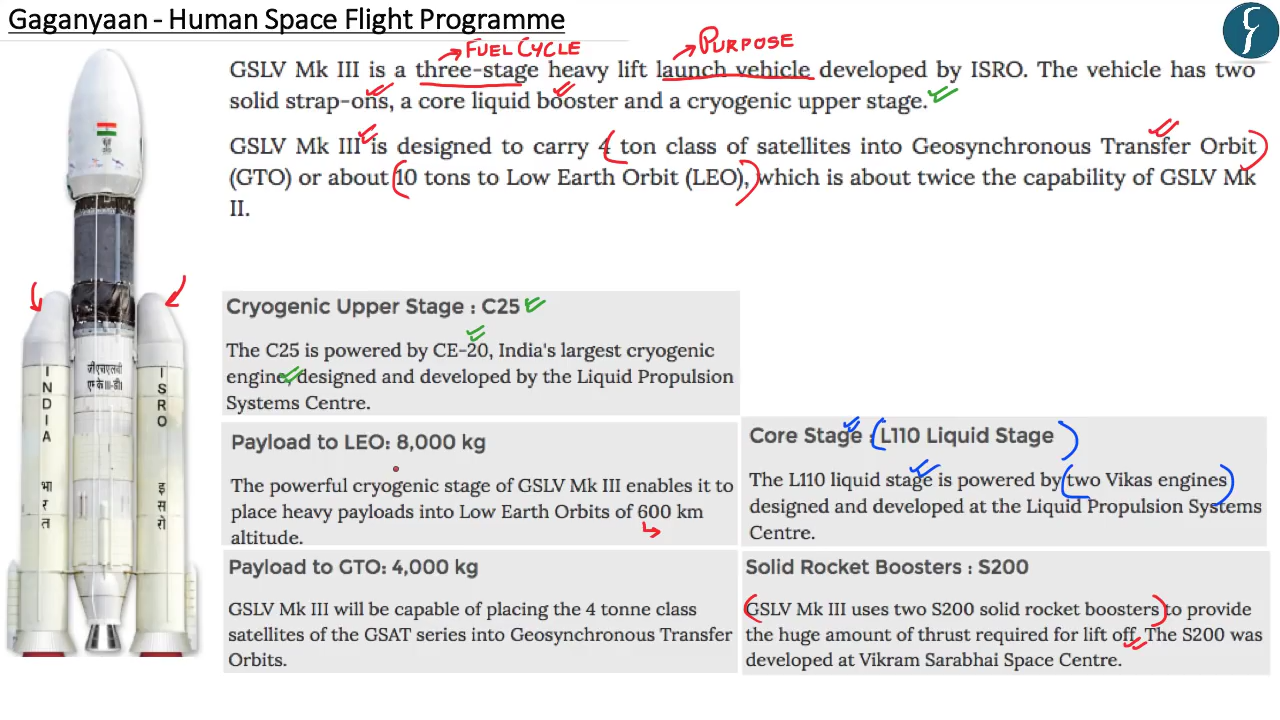 Gaganyaan - Human Space Flight Programme
FUEL CYCLE
PURPOSE
GSLV Mk III is a three-stage heavy lift launch vehicle developed by ISRO. The vehicle has two
solid strap-ons, a core liquid booster and a cryogenic upper stage.
GSLV Mk III is designed to carry 4 ton class of satellites into Geosynchronous Transfer Orbit
(GTO) or about 10 tons to Low Earth Orbit (LEO), which is about twice the capability of GSLV Mk
II.
INDIA
भारत
जीएसएलवी
एम के III-डी1
ISRO
इसरो
Cryogenic Upper Stage : C25
The C25 is powered by CE-20, India's largest cryogenic
engine, designed and developed by the Liquid Propulsion
Systems Centre.
Payload to LEO: 8,000 kg
The powerful cryogenic stage of GSLV Mk III enables it to
place heavy payloads into Low Earth Orbits of 600 km
altitude.
Core Stage : L110 Liquid Stage
The L110 liquid stage is powered by two Vikas engines
designed and developed at the Liquid Propulsion Systems
Centre.
Payload to GTO: 4,000 kg
GSLV Mk III will be capable of placing the 4 tonne class
satellites of the GSAT series into Geosynchronous Transfer
Orbits.
Solid Rocket Boosters : S200
GSLV Mk III uses two S200 solid rocket boosters to provide
the huge amount of thrust required for lift off. The S200 was
developed at Vikram Sarabhai Space Centre.